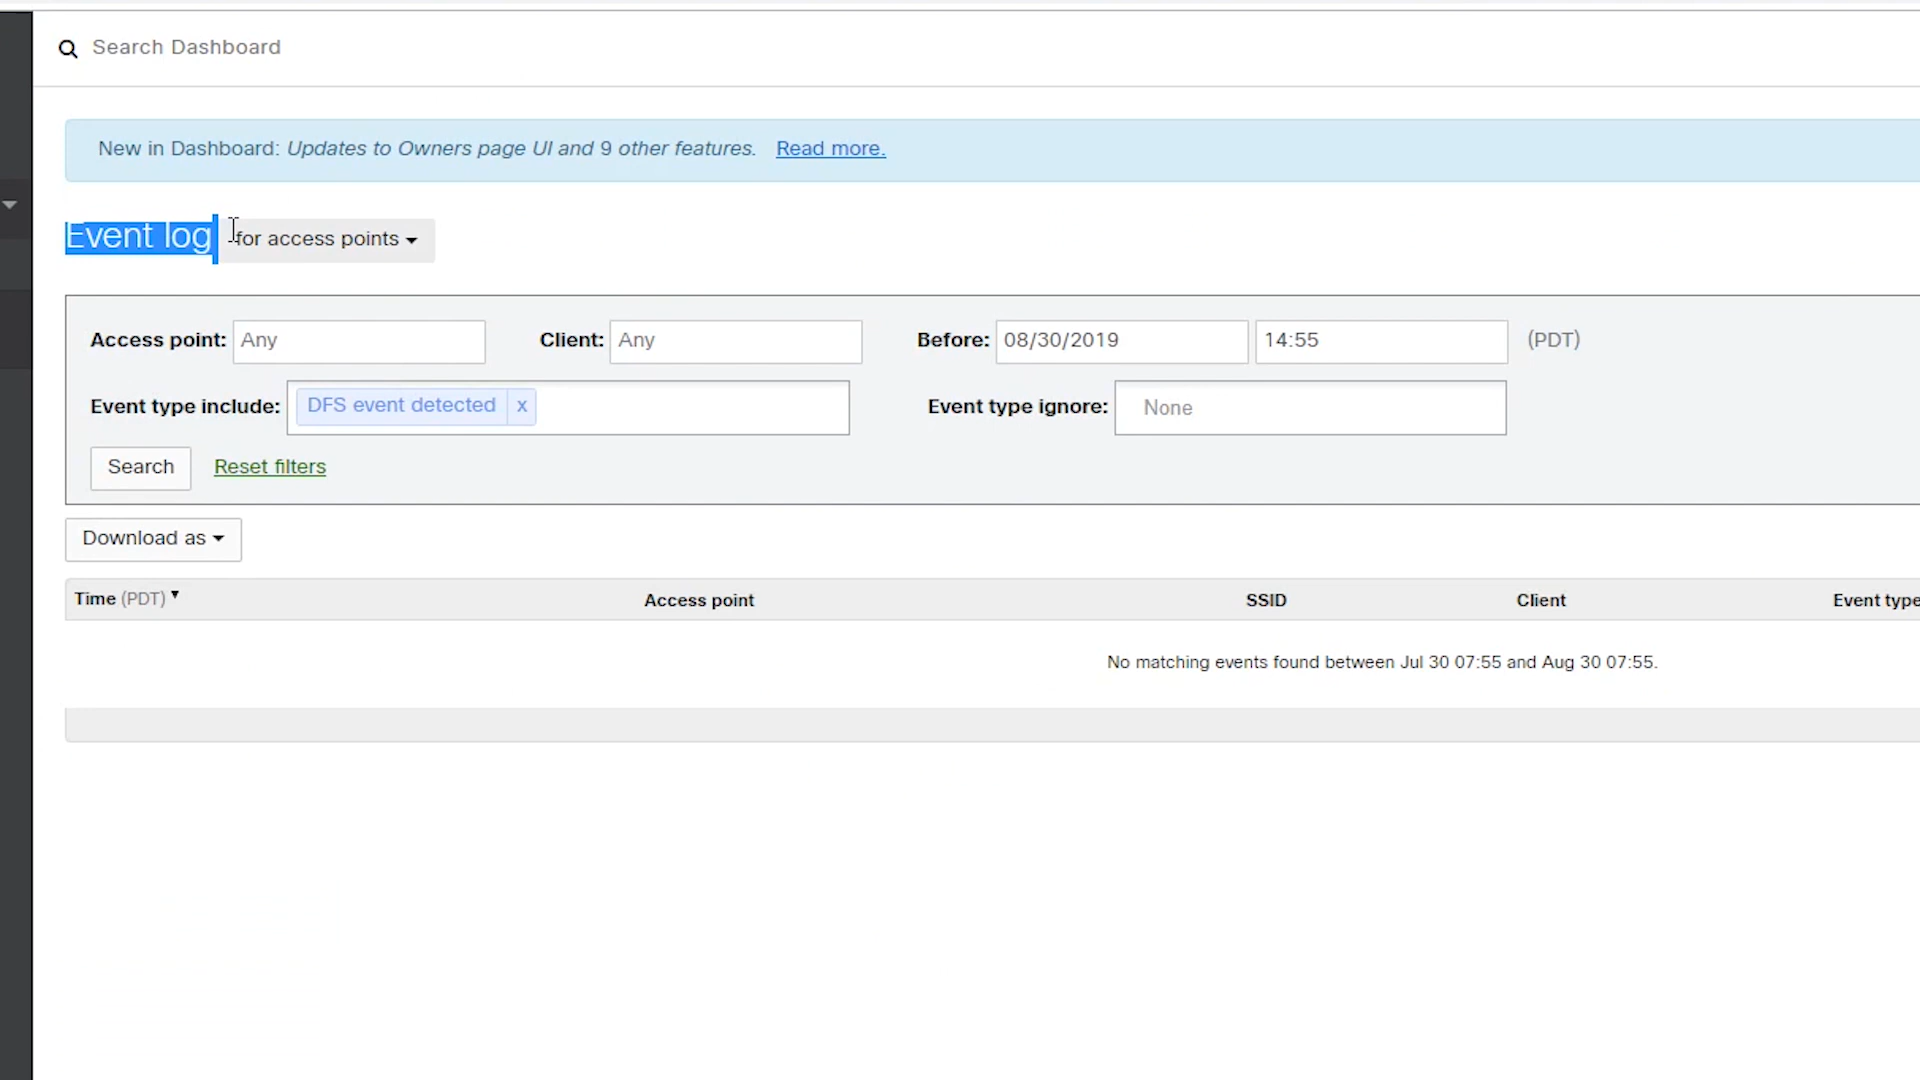 Search Dashboard
New in Dashboard: Updates to Owners page UI and 9 other features. Read more.
Event log for access points
Access point: Any Client: Any Before: 08/30/2019 14:55 (PDT)
Event type include: DFS event detected x Event type ignore: None
Search Reset filters
Download as
Time (PDT) Access point SSID Client Event type
No matching events found between Jul 30 07:55 and Aug 30 07:55.